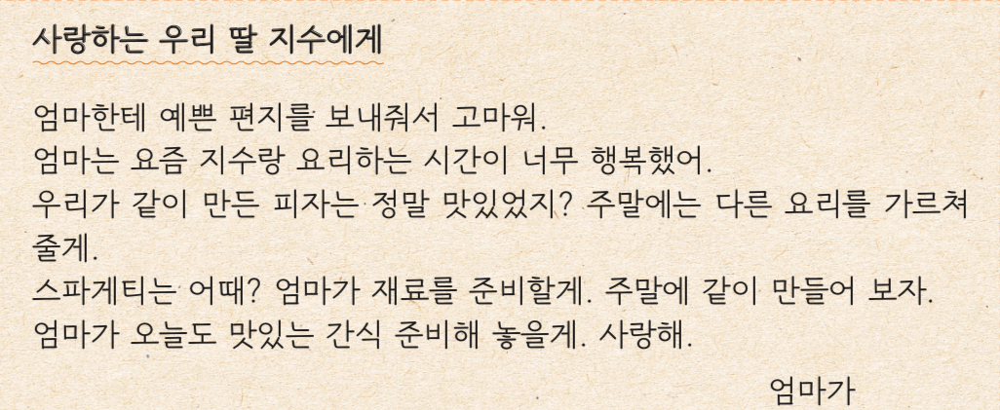 사랑하는 우리 딸 지수에게
엄마한테 예쁜 편지를 보내줘서 고마워.
엄마는 요즘 지수랑 요리하는 시간이 너무 행복했어.
우리가 같이 만든 피자는 정말 맛있었지? 주말에는 다른 요리를 가르쳐
줄게.
스파게티는 어때? 엄마가 재료를 준비할게. 주말에 같이 만들어 보자.
엄마가 오늘도 맛있는 간식 준비해 놓을게. 사랑해.
엄마가